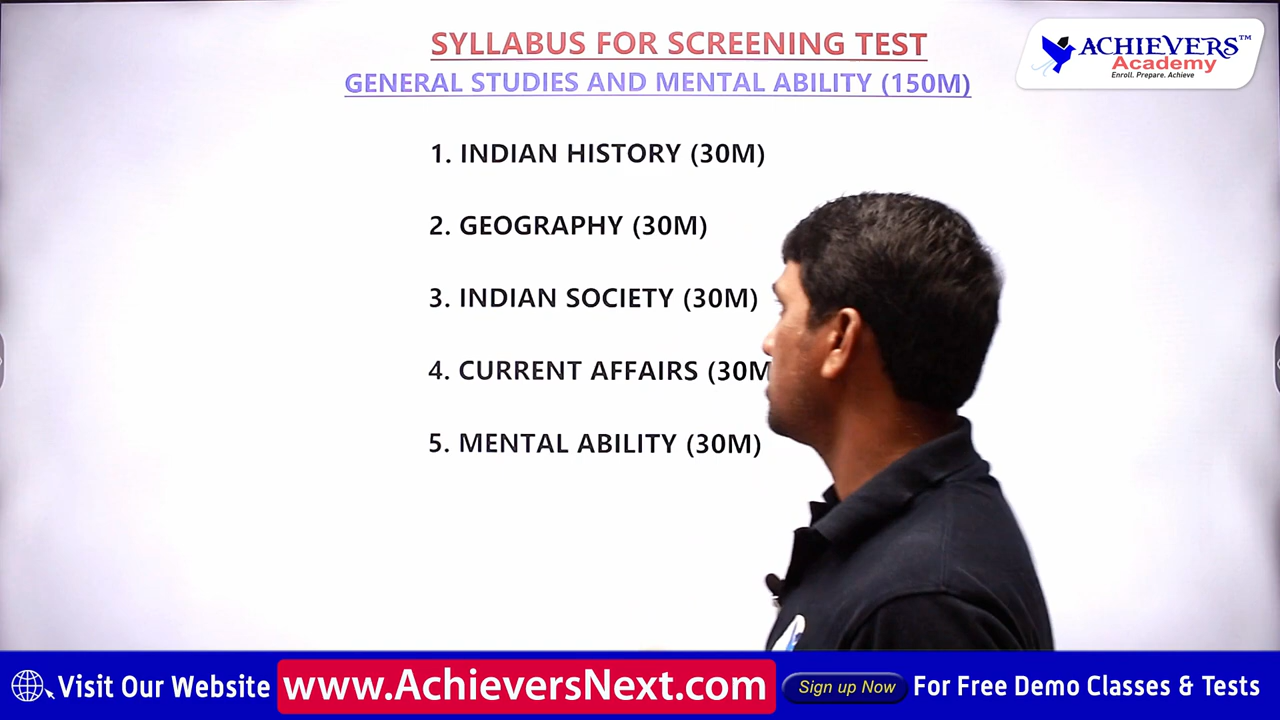 SYLLABUS FOR SCREENING TEST
GENERAL STUDIES AND MENTAL ABILITY (150M)
ACHIEVERS™
Academy
Enroll. Prepare. Achieve
1. INDIAN HISTORY (30M)
2. GEOGRAPHY (30M)
3. INDIAN SOCIETY (30M)
4. CURRENT AFFAIRS (30M
5. MENTAL ABILITY (30M)
Visit Our Website www.AchieversNext.com Sign up Now For Free Demo Classes & Tests